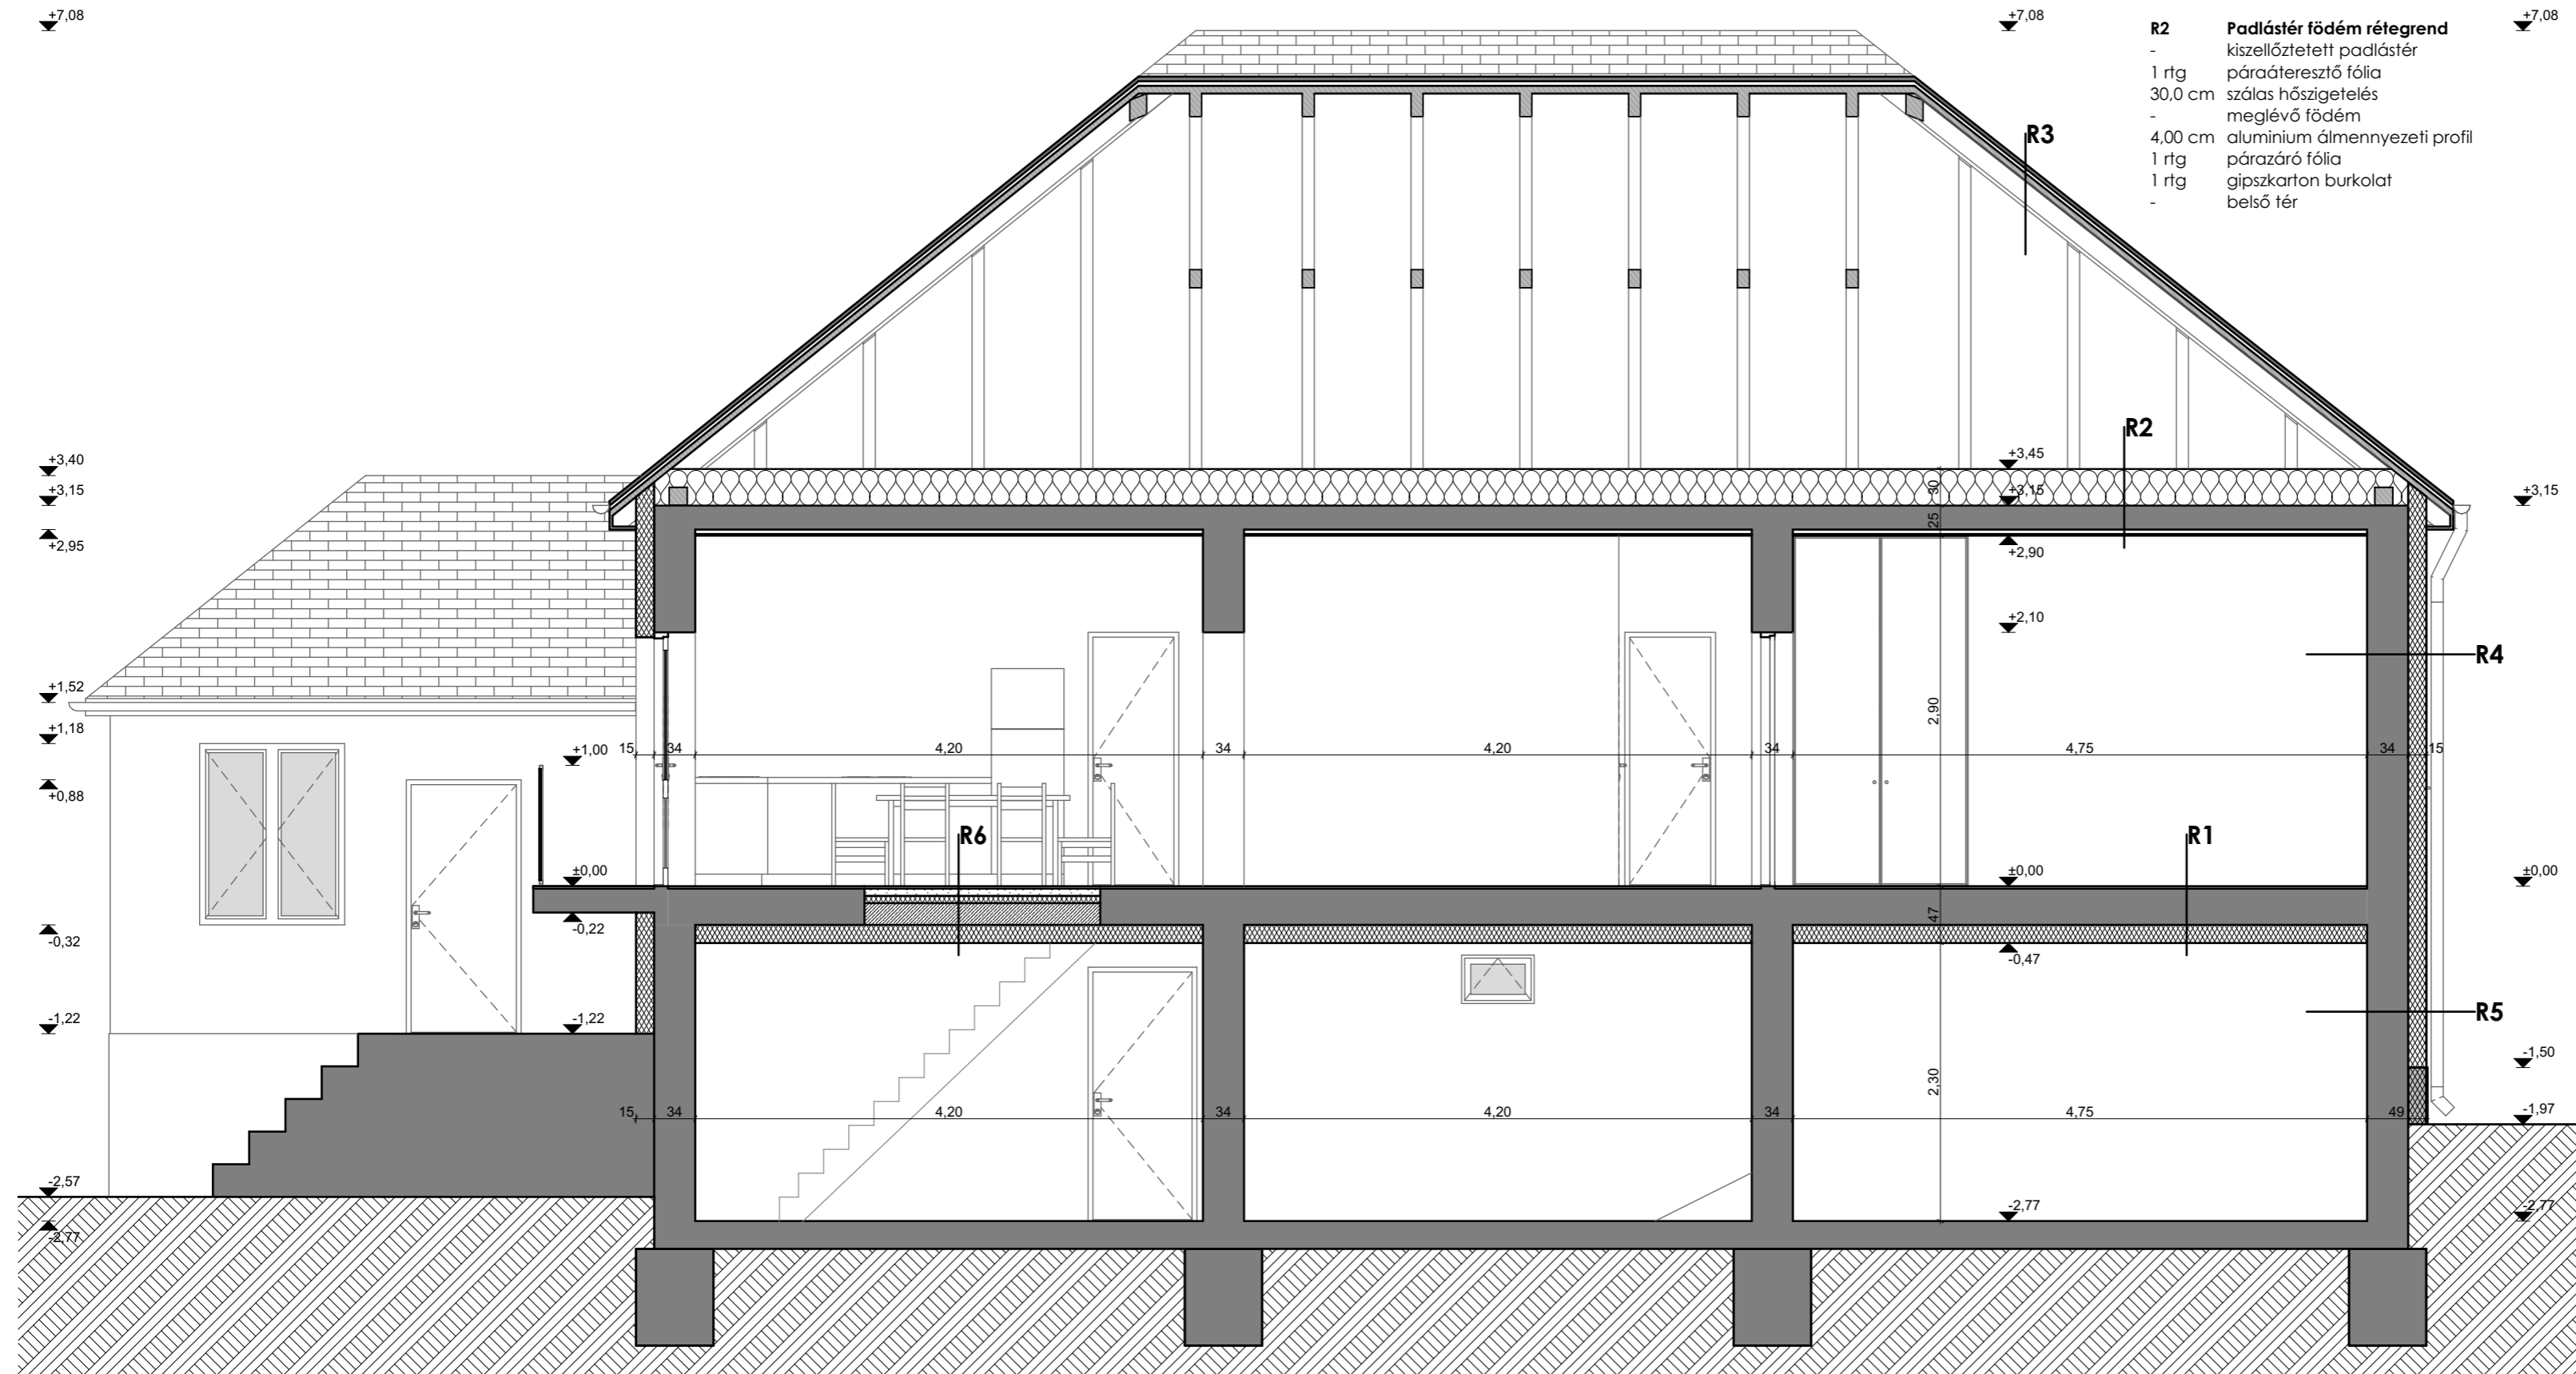 +7,08
+7,08
+7,08
R2 Padlástér födém rétegrend
- kiszellőztetett padlástér
1 rtg páraáteresztő fólia
30,0 cm szálas hőszigetelés
- meglévő födém
4,00 cm aluminium álmennyezeti profil
1 rtg párazáró fólia
1 rtg gipszkarton burkolat
- belső tér
R3
R2
+3,40
+3,45
+3,15
30
+3,15
+3,15
25
+2,95
+2,90
+2,10
R4
+1,52
+1,18
2,90
+1,00
15 34 4,20 34 4,20 34 4,75 34 15
+0,88
R6
R1
±0,00
±0,00
±0,00
47
-0,22
-0,32
-0,47
-1,22
-1,22
R5
-1,50
2,30
15 34 4,20 34 4,20 34 4,75 49
-1,97
-2,57
-2,77
-2,77
-2,77